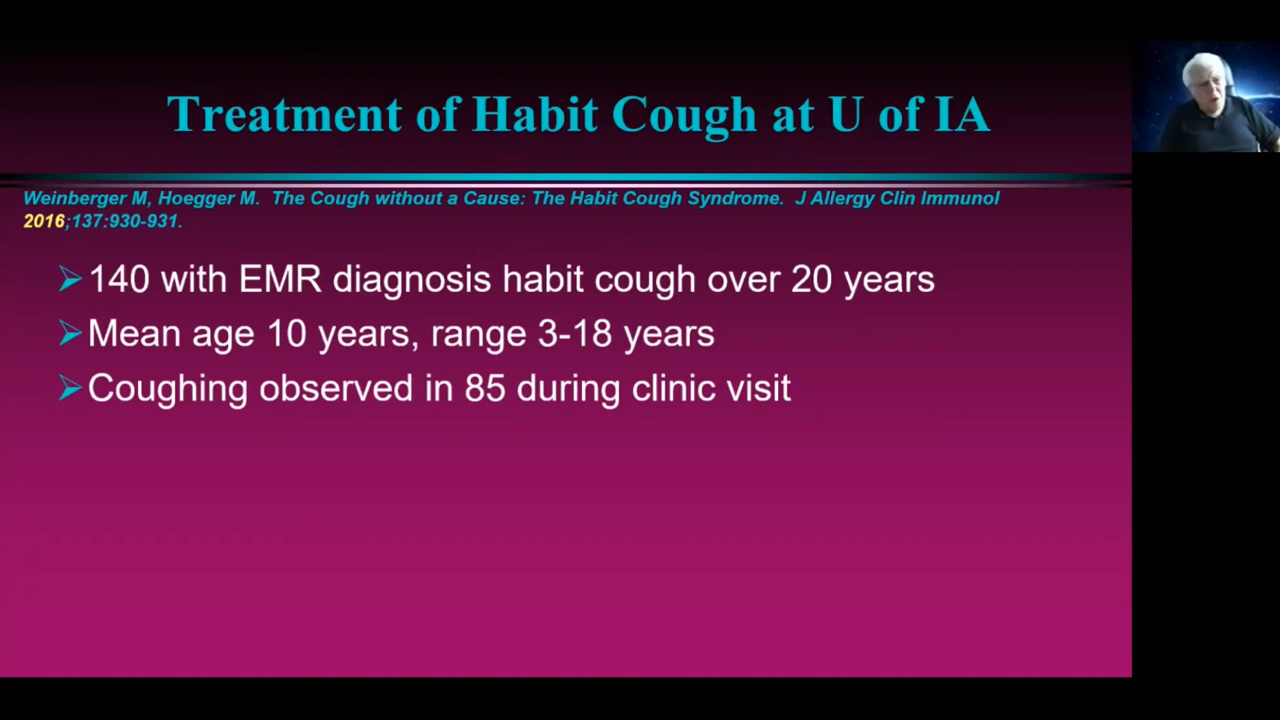 Treatment of Habit Cough at U of IA
Weinberger M, Hoegger M. The Cough without a Cause: The Habit Cough Syndrome. J Allergy Clin Immunol
2016;137:930-931.
140 with EMR diagnosis habit cough over 20 years
Mean age 10 years, range 3-18 years
Coughing observed in 85 during clinic visit